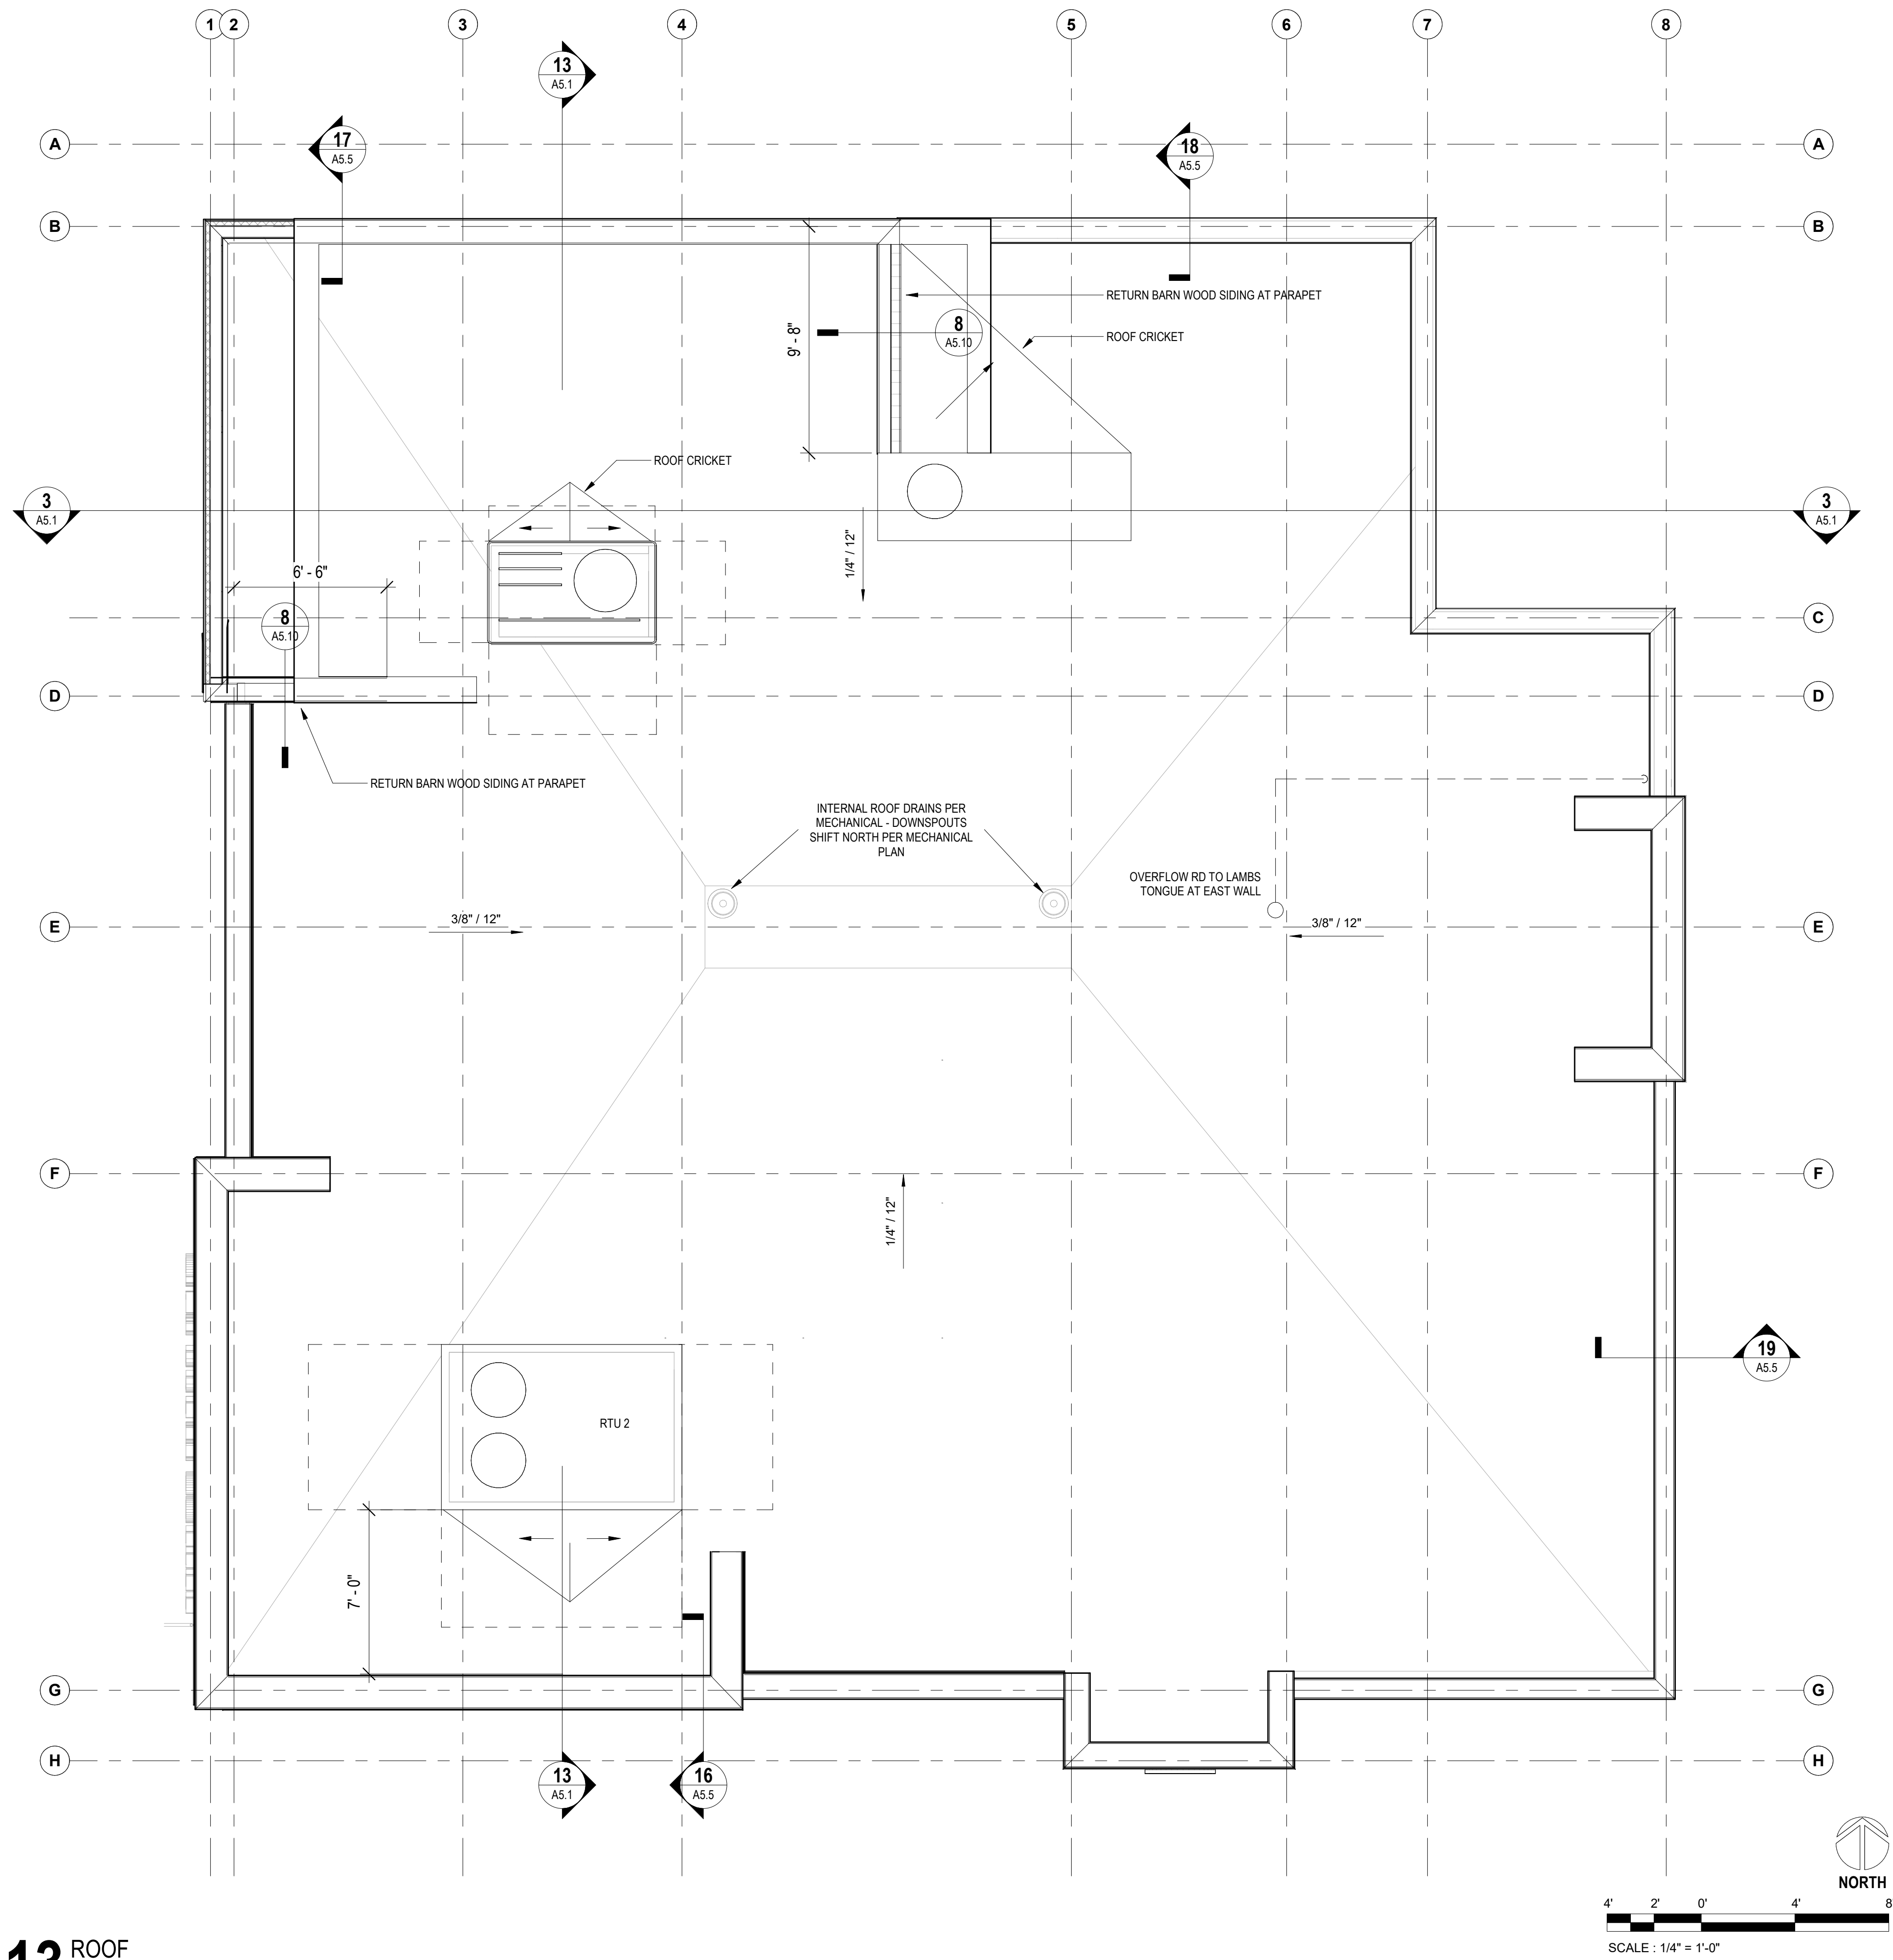 1 2 3 4 5 6 7 8
13
A5.1
17
A5.5
18
A5.5
A A
B B
RETURN BARN WOOD SIDING AT PARAPET
8
A5.10
ROOF CRICKET
9' - 8"
ROOF CRICKET
3
A5.1
3
A5.1
1/4" / 12"
6' - 6"
8
A5.10
C
D D
RETURN BARN WOOD SIDING AT PARAPET
INTERNAL ROOF DRAINS PER
MECHANICAL - DOWNSPOUTS
SHIFT NORTH PER MECHANICAL
PLAN
OVERFLOW RD TO LAMBS
TONGUE AT EAST WALL
3/8" / 12"
3/8" / 12"
E E
F F
1/4" / 12"
19
A5.5
RTU 2
7' - 0"
G G
H H
13
A5.1
16
A5.5
NORTH
4' 2' 0' 4' 8
SCALE : 1/4" = 1'-0"
ROOF